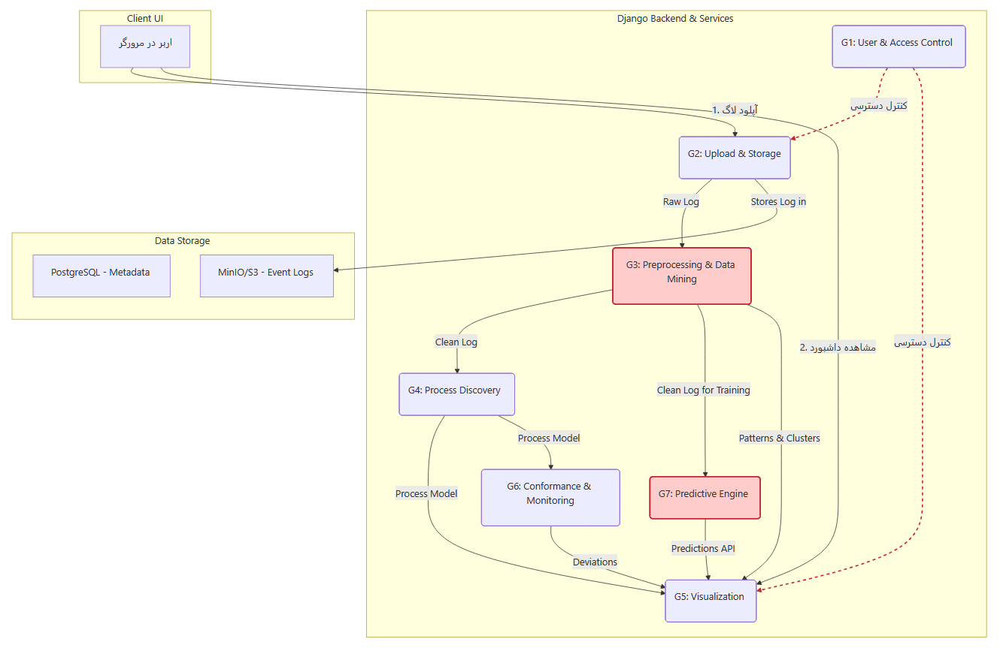 Client UI
اربر در مرورگر
Django Backend & Services
G1: User & Access Control
1. آپلود لاگ
کنترل دسترسی
G2: Upload & Storage
Raw Log
Stores Log in
Data Storage
PostgreSQL - Metadata
MinIO/S3 - Event Logs
G3: Preprocessing & Data
Mining
Clean Log
2. مشاهده داشبورد
کنترل دسترسی
G4: Process Discovery
Clean Log for Training
Process Model
Patterns & Clusters
G6: Conformance &
Monitoring
Process Model
G7: Predictive Engine
Predictions API
Deviations
G5: Visualization